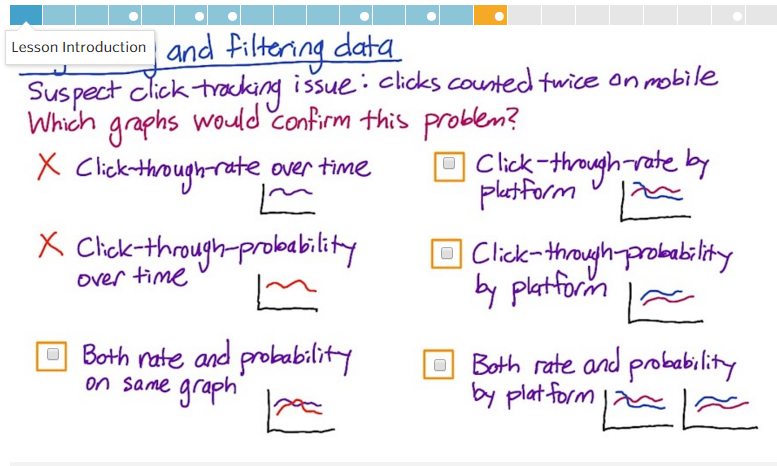 Lesson Introduction
and filtering data
Suspect click-tracking issue: clicks counted twice on mobile
Which graphs would confirm this problem?
X Click-through-rate over time
Click-through-rate by
platform
X Click-through-probability
over time
Click-through-probability
by platform
Both rate and probability
on same graph
Both rate and probability
by platform